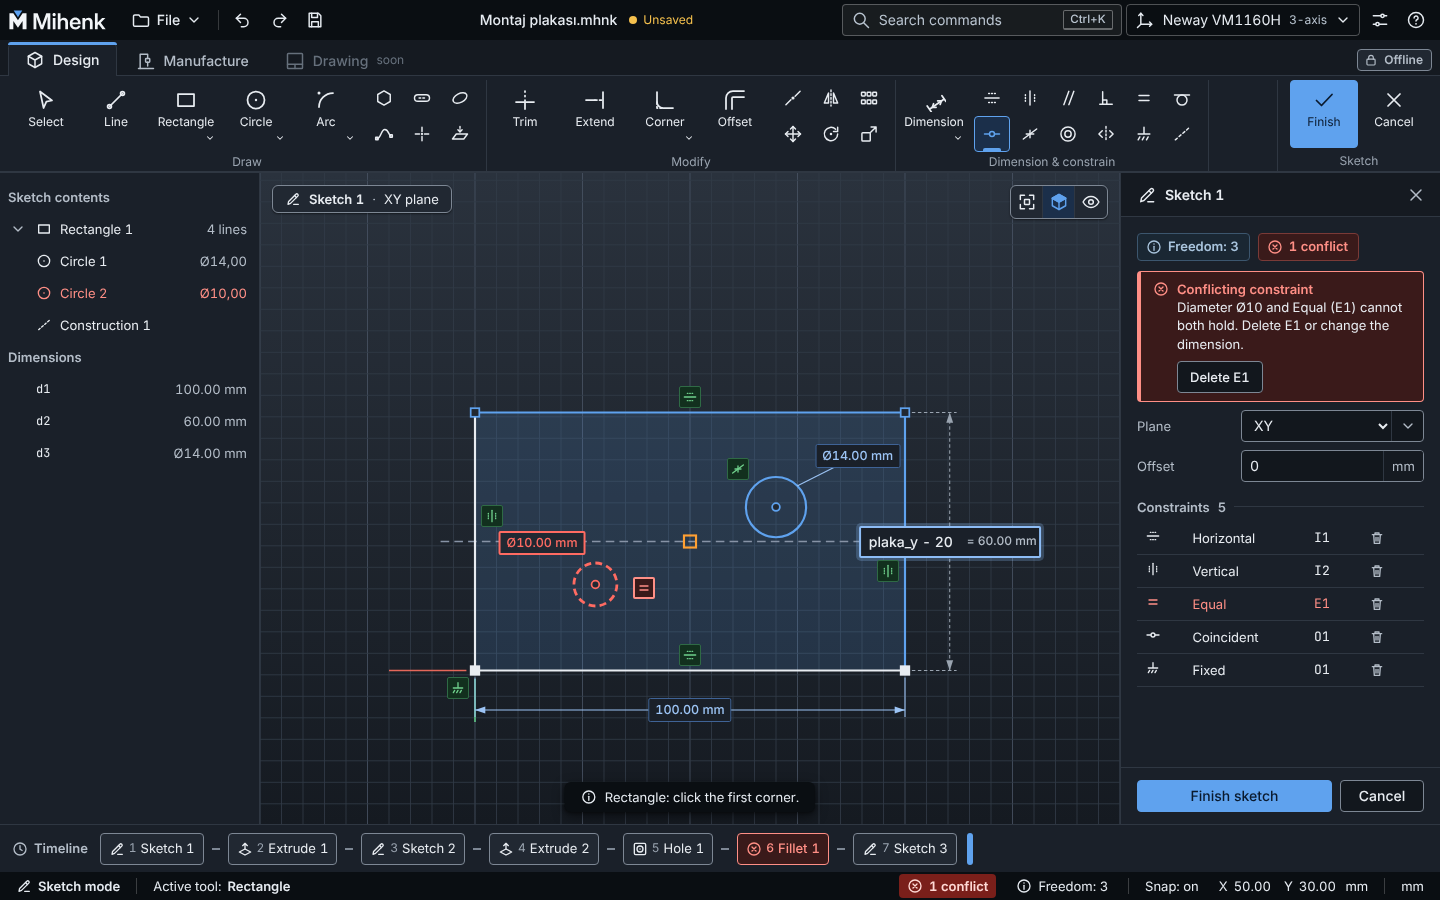 Mihenk
File
Montaj plakası.mhnk
Unsaved
Search commands
Ctrl+K
Neway VM1160H 3-axis
Design
Manufacture
Drawing soon
Offline
Select
Line
Rectangle
Circle
Arc
Draw
Trim
Extend
Corner
Offset
Modify
Dimension
Dimension & constrain
Finish
Cancel
Sketch
Sketch contents
Rectangle 1 4 lines
Circle 1 Ø14,00
Circle 2 Ø10,00
Construction 1
Dimensions
d1 100.00 mm
d2 60.00 mm
d3 Ø14.00 mm
Sketch 1 · XY plane
Ø14.00 mm
Ø10.00 mm
plaka_y - 20 = 60.00 mm
100.00 mm
Rectangle: click the first corner.
Sketch 1
Freedom: 3
1 conflict
Conflicting constraint
Diameter Ø10 and Equal (E1) cannot
both hold. Delete E1 or change the
dimension.
Delete E1
Plane XY
Offset 0 mm
Constraints 5
Horizontal I1
Vertical I2
Equal E1
Coincident O1
Fixed O1
Finish sketch
Cancel
Timeline
1 Sketch 1
2 Extrude 1
3 Sketch 2
4 Extrude 2
5 Hole 1
6 Fillet 1
7 Sketch 3
Sketch mode
Active tool: Rectangle
1 conflict
Freedom: 3
Snap: on
X 50.00 Y 30.00 mm
mm